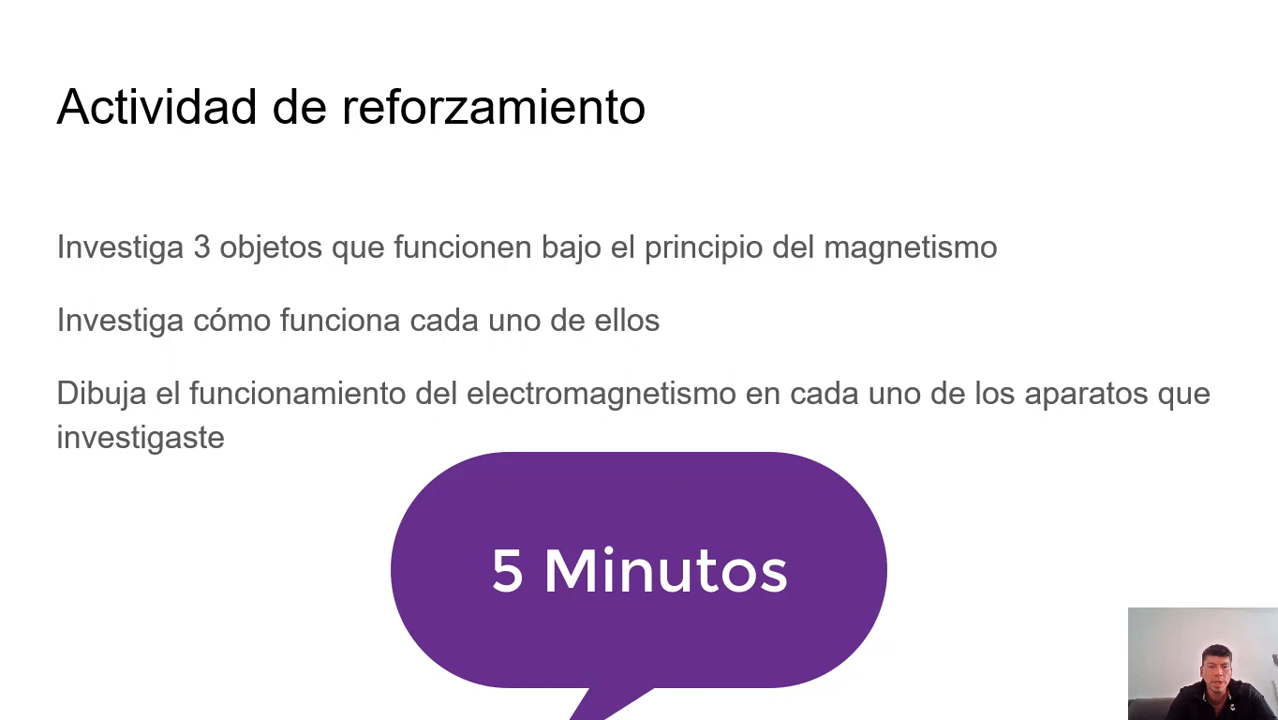 Actividad de reforzamiento
Investiga 3 objetos que funcionen bajo el principio del magnetismo
Investiga cómo funciona cada uno de ellos
Dibuja el funcionamiento del electromagnetismo en cada uno de los aparatos que
investigaste
5 Minutos